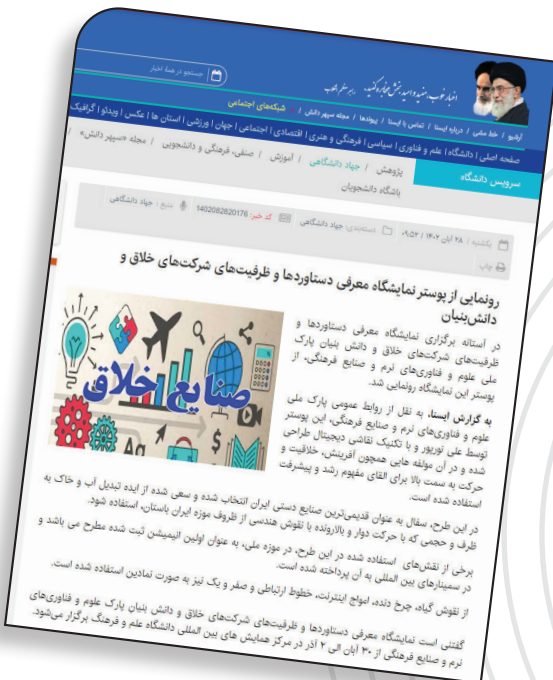 جستجو در همهٔ اخبار
آرشیو / خط مشی / درباره ایسنا / تماس با ایسنا / پیوندها / مجله سپهر دانش / شبکه‌های اجتماعی
صفحه اصلی | دانشگاه | علم و فناوری | سیاسی | فرهنگی و هنری | اقتصادی | اجتماعی | جهان | ورزشی | استان ها | عکس | ویدئو | گرافیک
سرویس دانشگاه
پژوهش / جهاد دانشگاهی / آموزش / صنفی، فرهنگی و دانشجویی / مجله «سپهر دانش» /
باشگاه دانشجویان
یکشنبه / ۲۸ آبان ۱۴۰۲ / ۰۹:۵۲ دسته‌بندی: جهاد دانشگاهی کد خبر: 1402082820176 منبع : جهاد دانشگاهی
چاپ
رونمایی از پوستر نمایشگاه معرفی دستاوردها و ظرفیت‌های شرکت‌های خلاق و
دانش‌بنیان
در آستانه برگزاری نمایشگاه معرفی دستاوردها و
ظرفیت‌های شرکت‌های خلاق و دانش بنیان پارک
ملی علوم و فناوری‌های نرم و صنایع فرهنگی، از
پوستر این نمایشگاه رونمایی شد.
به گزارش ایسنا، به نقل از روابط عمومی پارک ملی
علوم و فناوری‌های نرم و صنایع فرهنگی، این پوستر
توسط علی نورپور و با تکنیک نقاشی دیجیتال طراحی
شده و در آن مولفه هایی همچون آفرینش، خلاقیت و
حرکت به سمت بالا برای القای مفهوم رشد و پیشرفت
استفاده شده است.
صنایع خلاق
Ag
در این طرح، سفال به عنوان قدیمی‌ترین صنایع دستی ایران انتخاب شده و سعی شده از ایده تبدیل آب و خاک به
ظرف و حجمی که با حرکت دوار و بالارونده با نقوش هندسی از ظروف موزه ایران باستان، استفاده شود.
برخی از نقش‌های استفاده شده در این طرح، در موزه ملی، به عنوان اولین انیمیشن ثبت شده مطرح می باشد و
در سمینارهای بین المللی به آن پرداخته شده است.
از نقوش گیاه، چرخ دنده، امواج اینترنت، خطوط ارتباطی و صفر و یک نیز به صورت نمادین استفاده شده است.
گفتنی است نمایشگاه معرفی دستاوردها و ظرفیت‌های شرکت‌های خلاق و دانش بنیان پارک علوم و فناوری‌های
نرم و صنایع فرهنگی از ۳۰ آبان الی ۲ آذر در مرکز همایش های بین المللی دانشگاه علم و فرهنگ برگزار می‌شود.